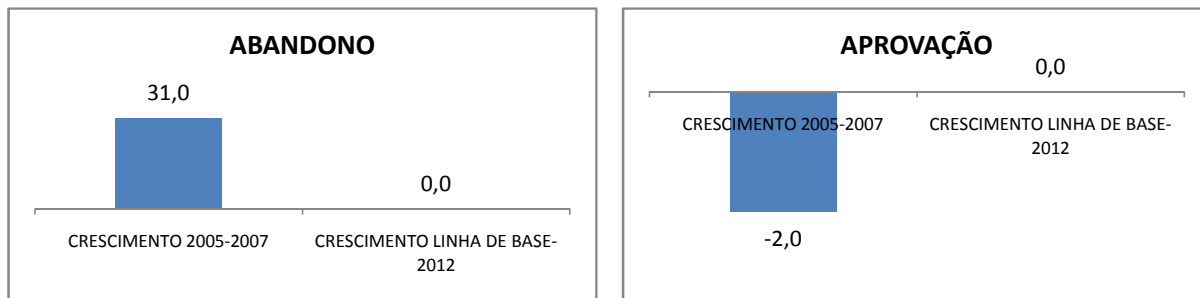 ABANDONO
31,0
0,0
CRESCIMENTO 2005-2007
CRESCIMENTO LINHA DE BASE-
2012
APROVAÇÃO
0,0
CRESCIMENTO 2005-2007
CRESCIMENTO LINHA DE BASE-
2012
-2,0